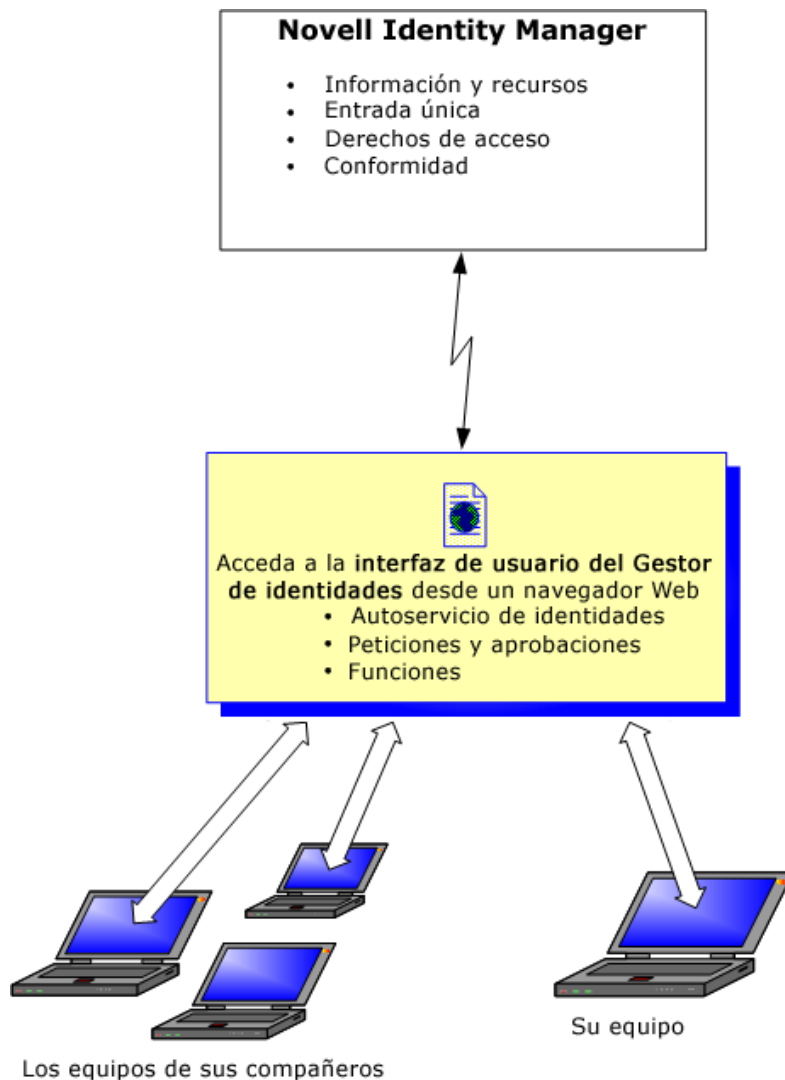 Novell Identity Manager
• Información y recursos
• Entrada única
• Derechos de acceso
• Conformidad
Acceda a la interfaz de usuario del Gestor
de identidades desde un navegador Web
• Autoservicio de identidades
• Peticiones y aprobaciones
• Funciones
Su equipo
Los equipos de sus compañeros